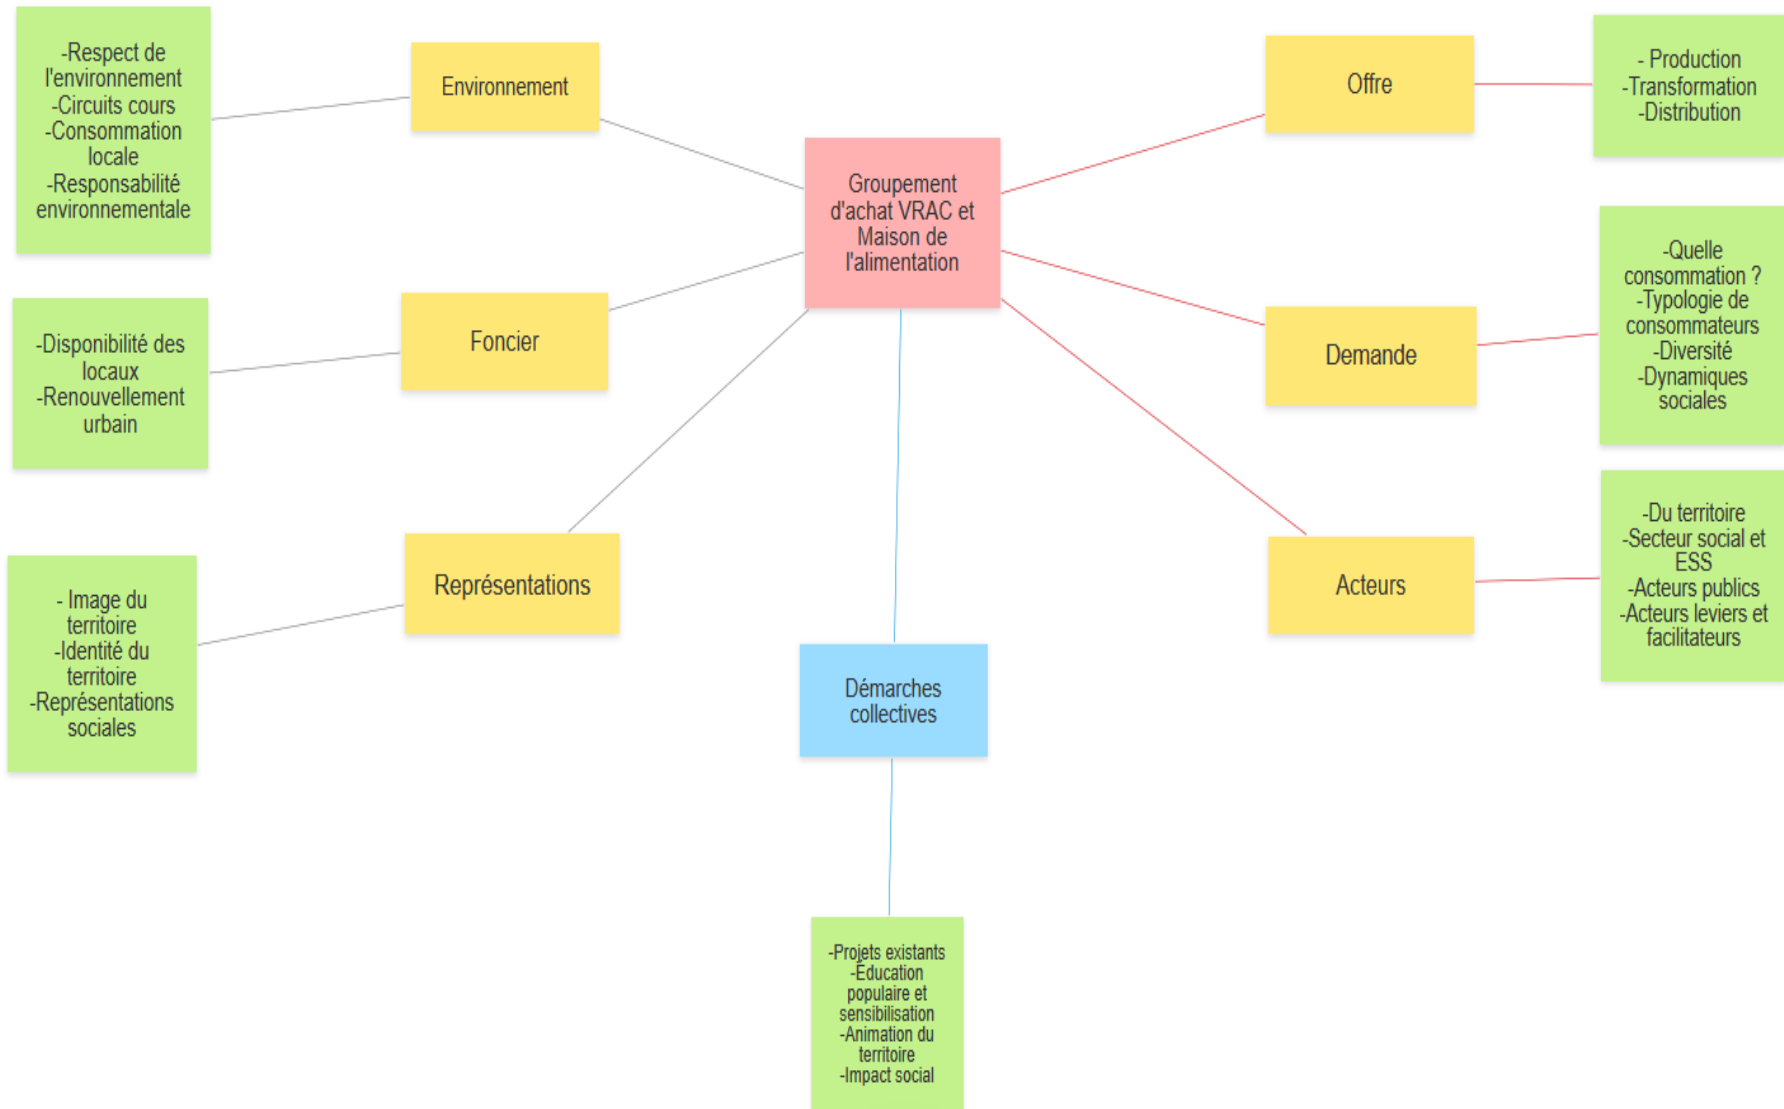 -Respect de
l'environnement
-Circuits cours
-Consommation
locale
-Responsabilité
environnementale
Environnement
-Disponibilité des
locaux
-Renouvellement
urbain
Foncier
- Image du
territoire
-Identité du
territoire
-Représentations
sociales
Représentations
Groupement
d'achat VRAC et
Maison de
l'alimentation
Démarches
collectives
-Projets existants
-Éducation
populaire et
sensibilisation
-Animation du
territoire
-Impact social
Offre
- Production
-Transformation
-Distribution
Demande
-Quelle
consommation ?
-Typologie de
consommateurs
-Diversité
-Dynamiques
sociales
Acteurs
-Du territoire
-Secteur social et
ESS
-Acteurs publics
-Acteurs leviers et
facilitateurs